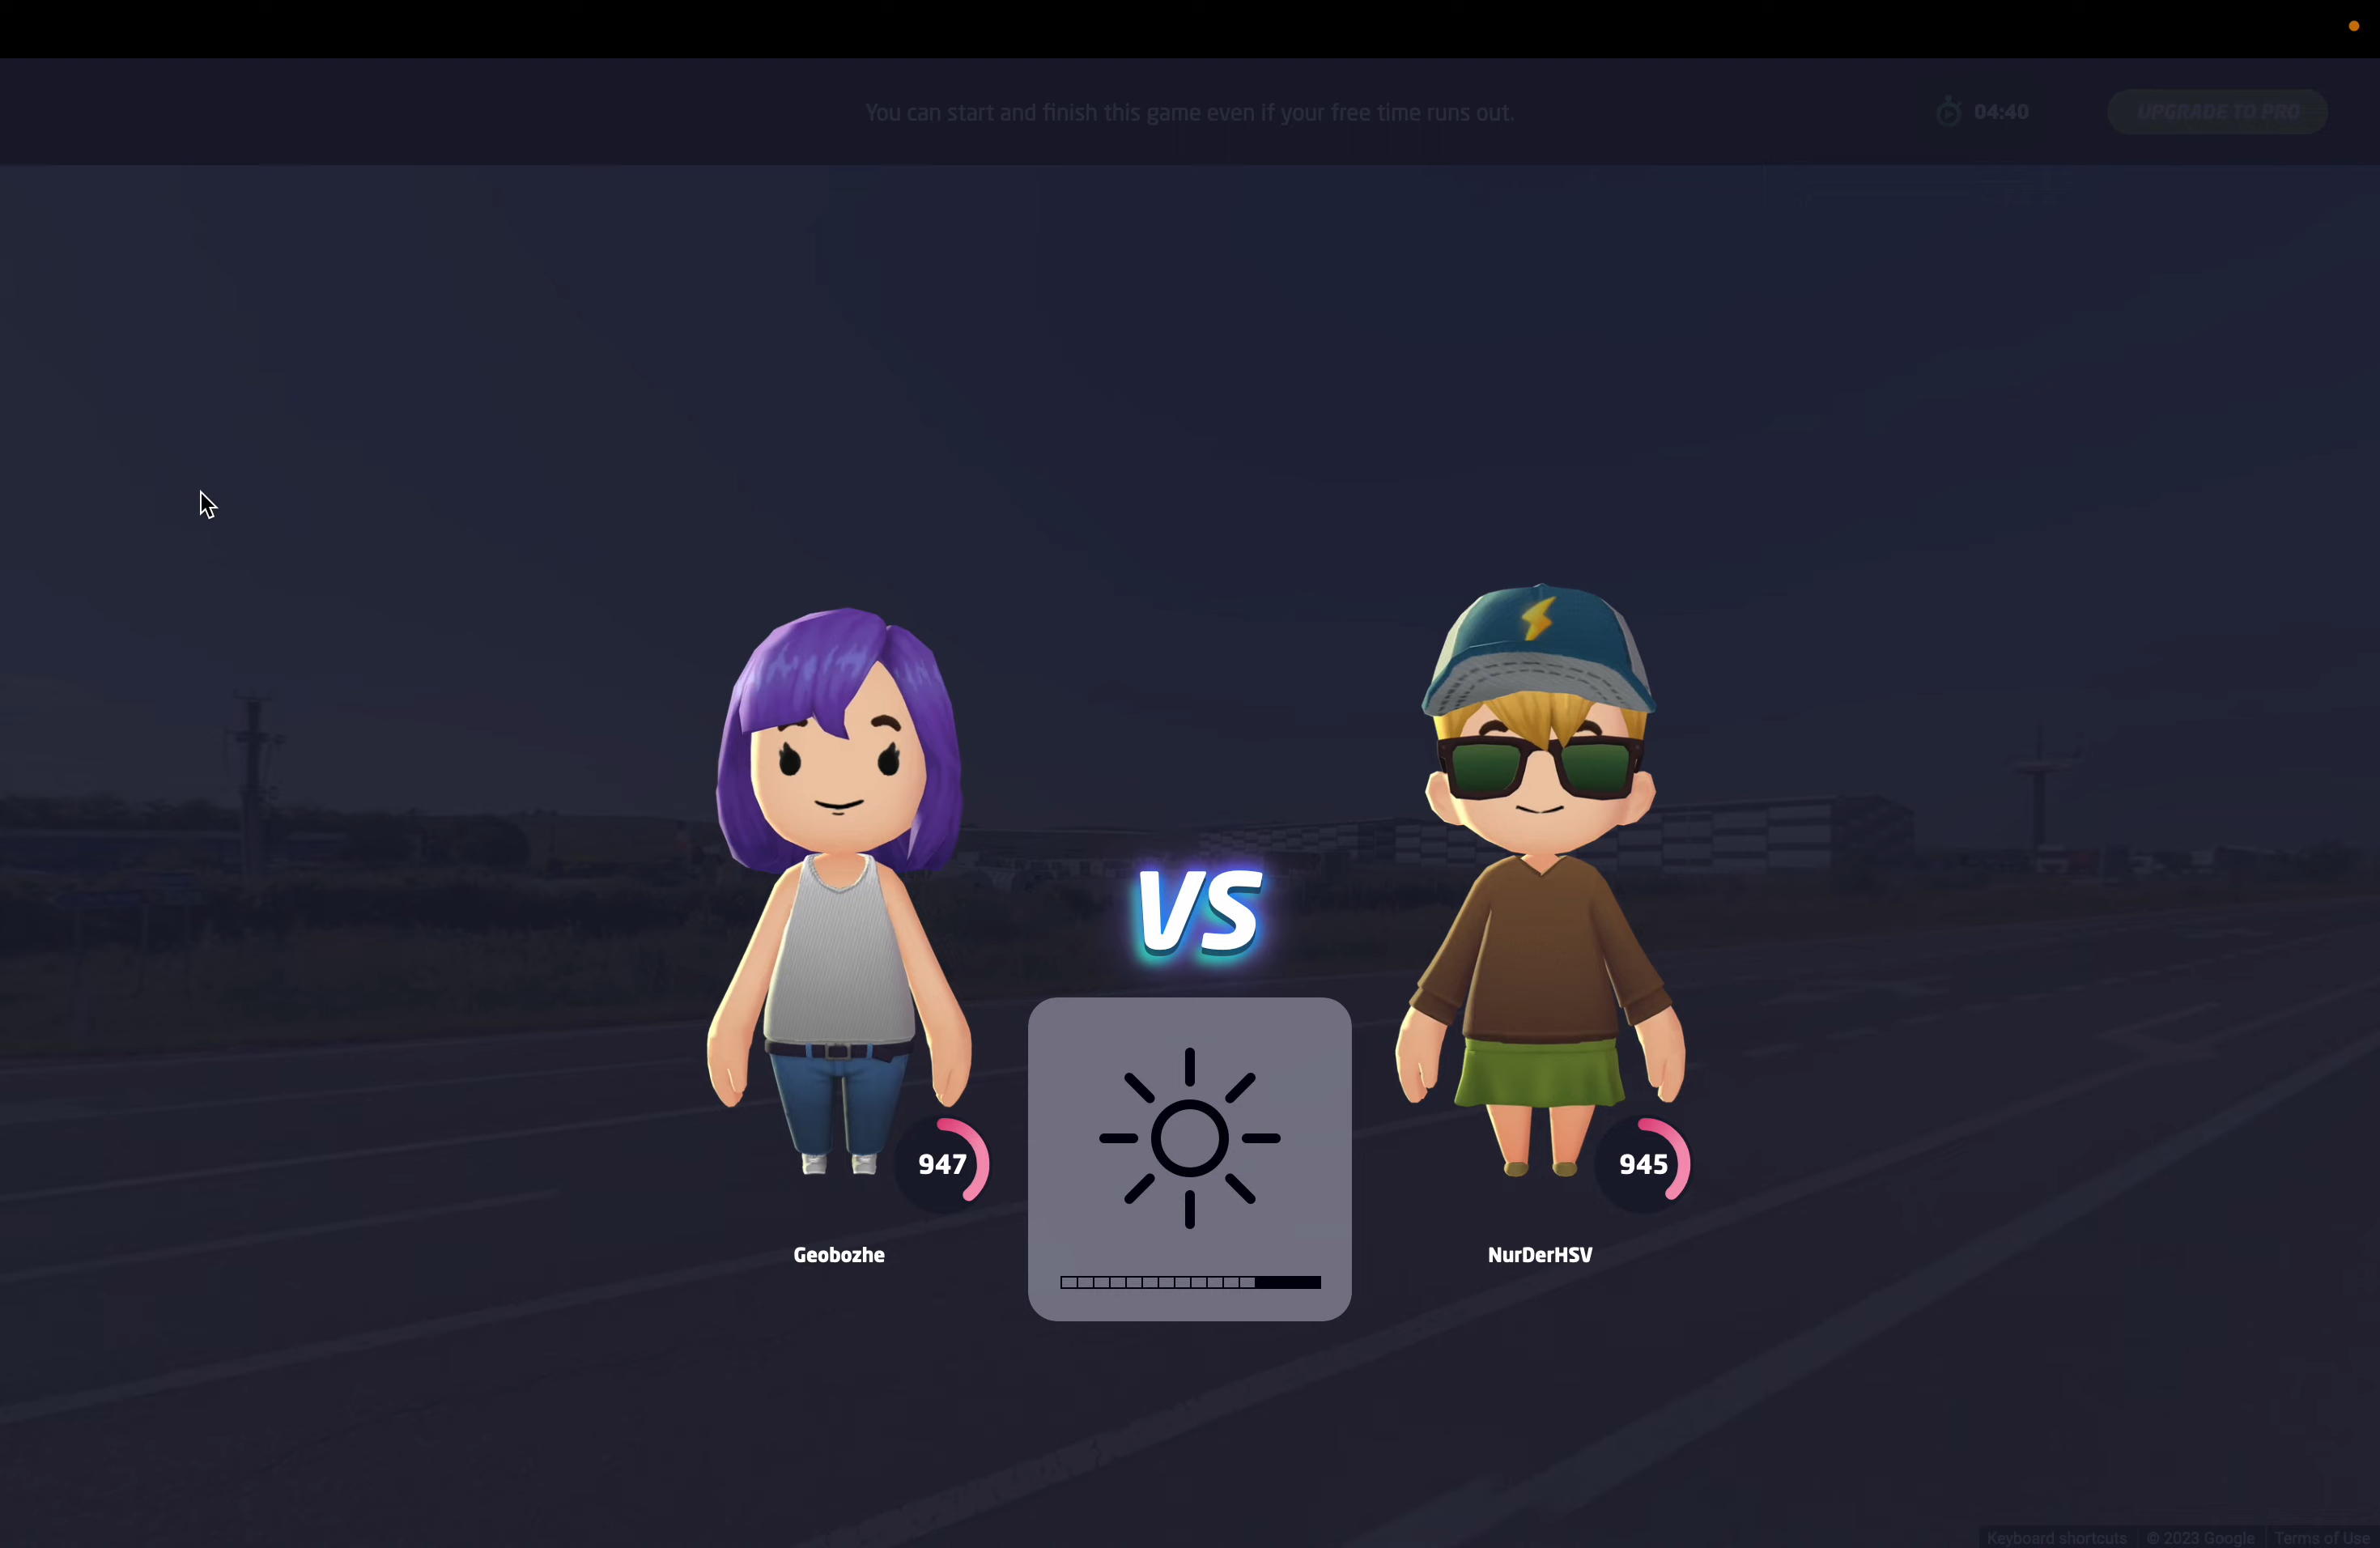 You can start and finish this game even if your free time runs out.
04:40
UPGRADE TO PRO
VS
947
945
Geobozhe
NurDerHSV
Keyboard shortcuts
© 2023 Google
Terms of Use